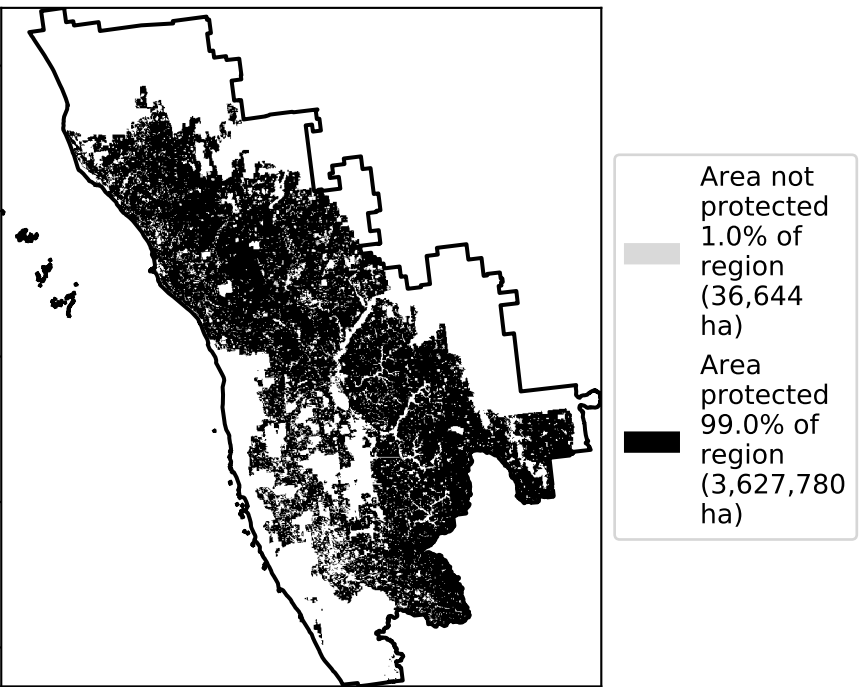 Area not
protected
1.0% of
region
(36,644
ha)
Area
protected
99.0% of
region
(3,627,780
ha)